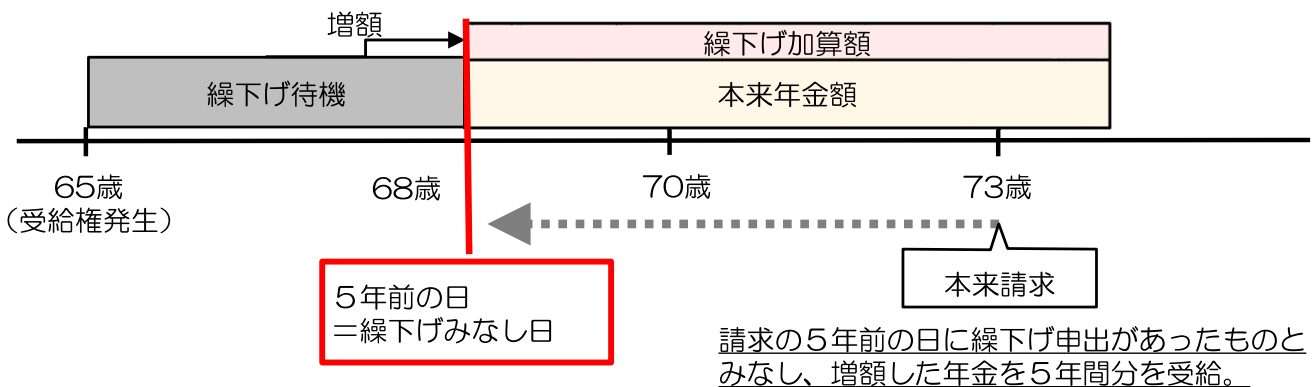 増額
繰下げ加算額
繰下げ待機
本来年金額
65歳
(受給権発生)
68歳
70歳
73歳
5年前の日
=繰下げみなし日
本来請求
請求の5年前の日に繰下げ申出があったものと
みなし、増額した年金を5年間分を受給。